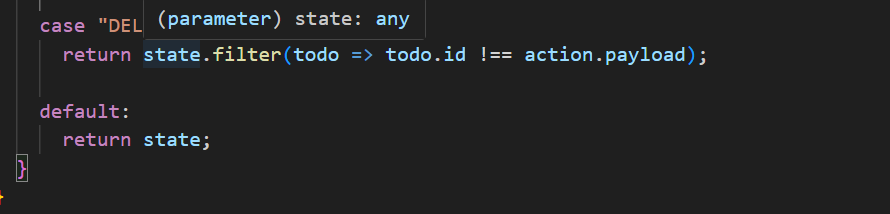 case "DEL
(parameter) state: any
return state.filter(todo => todo.id !== action.payload);
default:
return state;
}